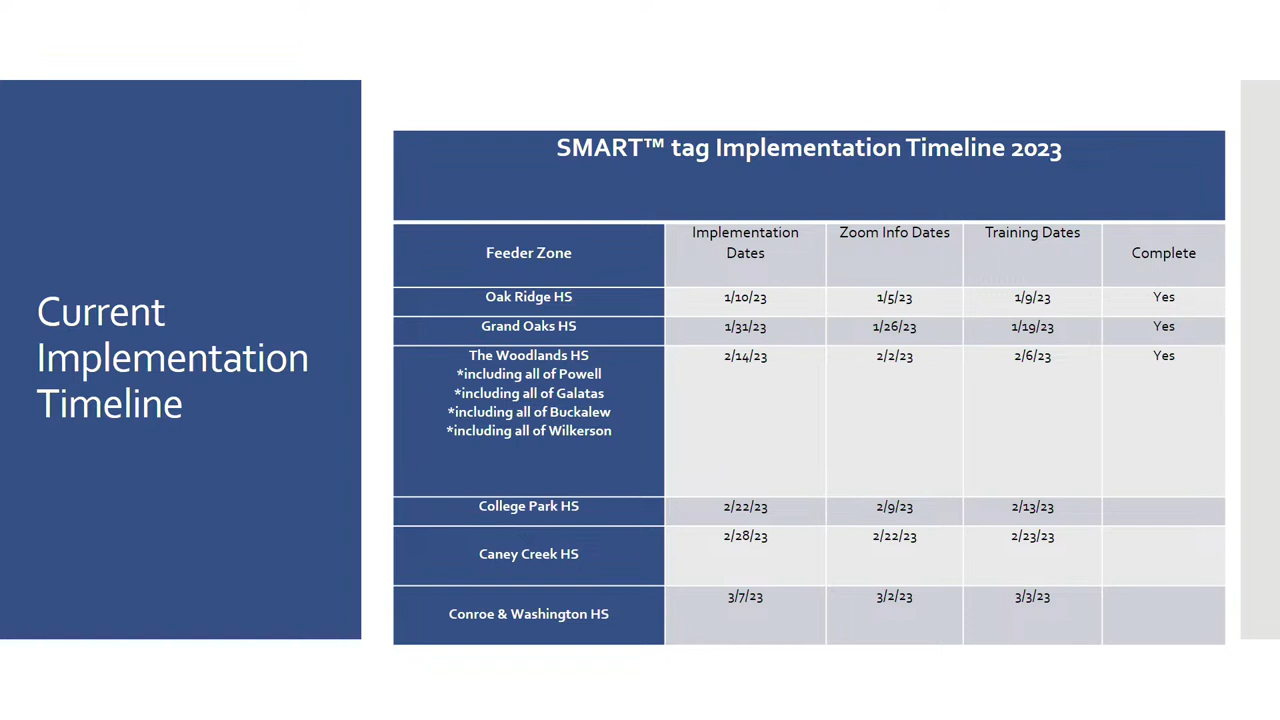 Current
Implementation
Timeline
SMART™ tag Implementation Timeline 2023
Feeder Zone Implementation Dates Zoom Info Dates Training Dates Complete
Oak Ridge HS 1/10/23 1/5/23 1/9/23 Yes
Grand Oaks HS 1/31/23 1/26/23 1/19/23 Yes
The Woodlands HS 2/14/23 2/2/23 2/6/23 Yes
*including all of Powell
*including all of Galatas
*including all of Buckalew
*including all of Wilkerson
College Park HS 2/22/23 2/9/23 2/13/23
Caney Creek HS 2/28/23 2/22/23 2/23/23
Conroe & Washington HS 3/7/23 3/2/23 3/3/23